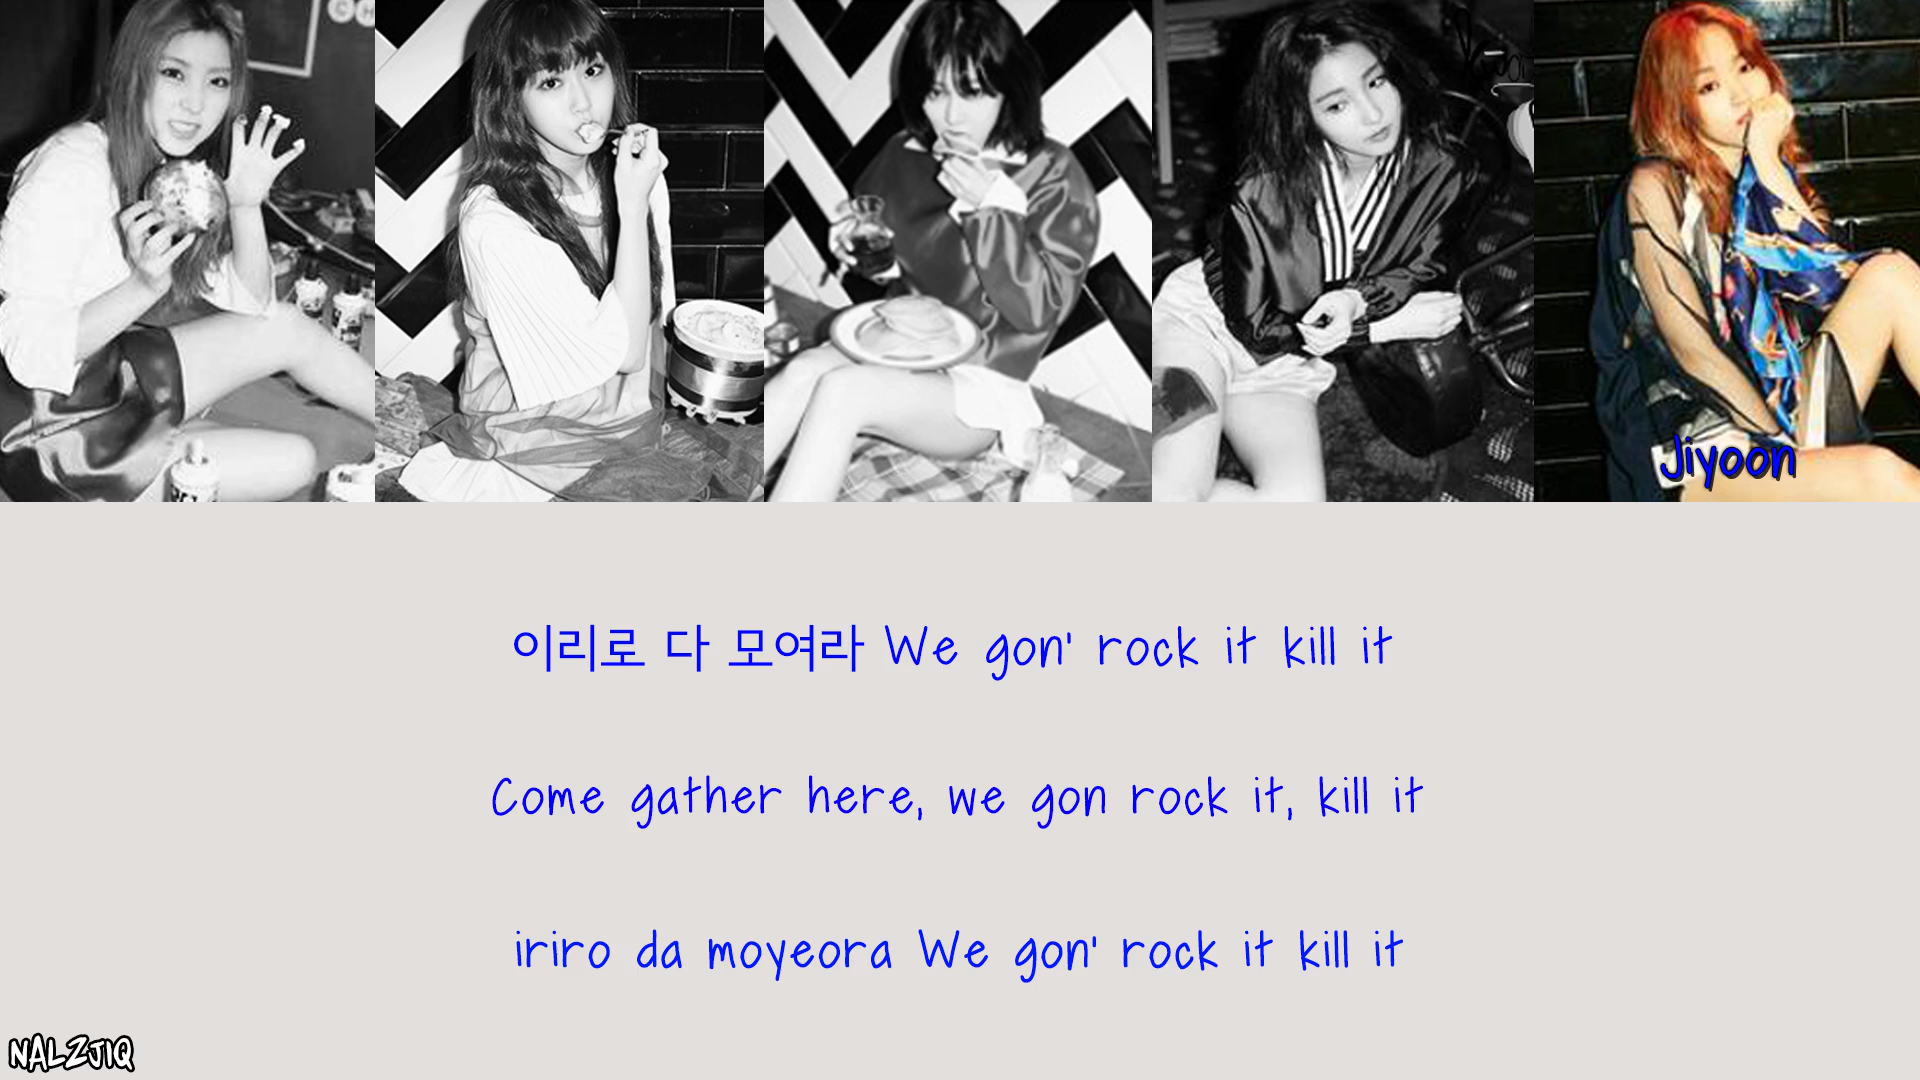 Jiyoon
이리로 다 모여라 We gon' rock it kill it
Come gather here, we gon rock it, kill it
iriro da moyeora We gon' rock it kill it
NALZJIQ